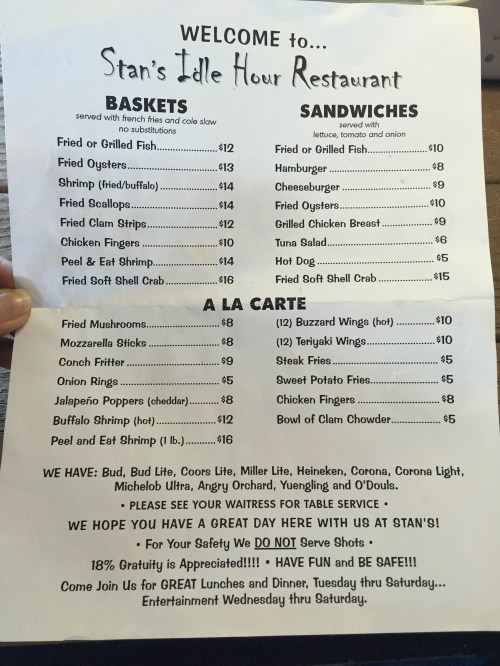 WELCOME to...
Stan's Idle Hour Restaurant
BASKETS
served with french fries and cole slaw
no substitutions
Fried or Grilled Fish.................... $12
Fried Oysters.................... $13
Shrimp (fried/buffalo).................... $14
Fried Scallops.................... $14
Fried Clam Strips.................... $12
Chicken Fingers.................... $10
Peel & Eat Shrimp.................... $14
Fried Soft Shell Crab.................... $16
SANDWICHES
served with
lettuce, tomato and onion
Fried or Grilled Fish.................... $10
Hamburger.................... $8
Cheeseburger.................... $9
Fried Oysters.................... $10
Grilled Chicken Breast.................... $9
Tuna Salad.................... $6
Hot Dog.................... $5
Fried Soft Shell Crab.................... $15
A LA CARTE
Fried Mushrooms.................... $8
Mozzarella Sticks.................... $8
Conch Fritter.................... $9
Onion Rings.................... $5
Jalapeño Poppers (cheddar).................... $8
Buffalo Shrimp (hot).................... $12
Peel and Eat Shrimp (1 lb.).................... $16
(12) Buzzard Wings (hot).................... $10
(12) Teriyaki Wings.................... $10
Steak Fries.................... $5
Sweet Potato Fries.................... $5
Chicken Fingers.................... $8
Bowl of Clam Chowder.................... $5
WE HAVE: Bud, Bud Lite, Coors Lite, Miller Lite, Heineken, Corona, Corona Light,
Michelob Ultra, Angry Orchard, Yuengling and O'Douls.
• PLEASE SEE YOUR WAITRESS FOR TABLE SERVICE •
WE HOPE YOU HAVE A GREAT DAY HERE WITH US AT STAN'S!
• For Your Safety We DO NOT Serve Shots •
18% Gratuity is Appreciated!!!! • HAVE FUN and BE SAFE!!!
Come Join Us for GREAT Lunches and Dinner, Tuesday thru Saturday...
Entertainment Wednesday thru Saturday.